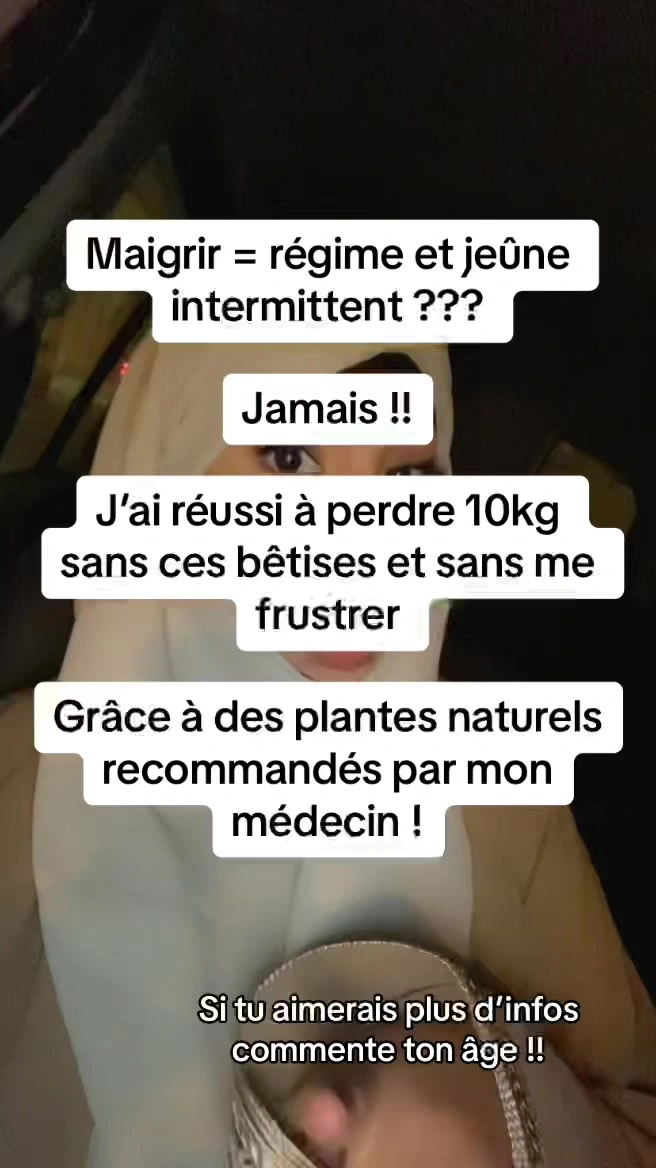 Maigrir = régime et jeûne
intermittent ???
Jamais !!
J'ai réussi à perdre 10kg
sans ces bêtises et sans me
frustrer
Grâce à des plantes naturels
recommandés par mon
médecin !
Si tu aimerais plus d'infos
commente ton âge !!